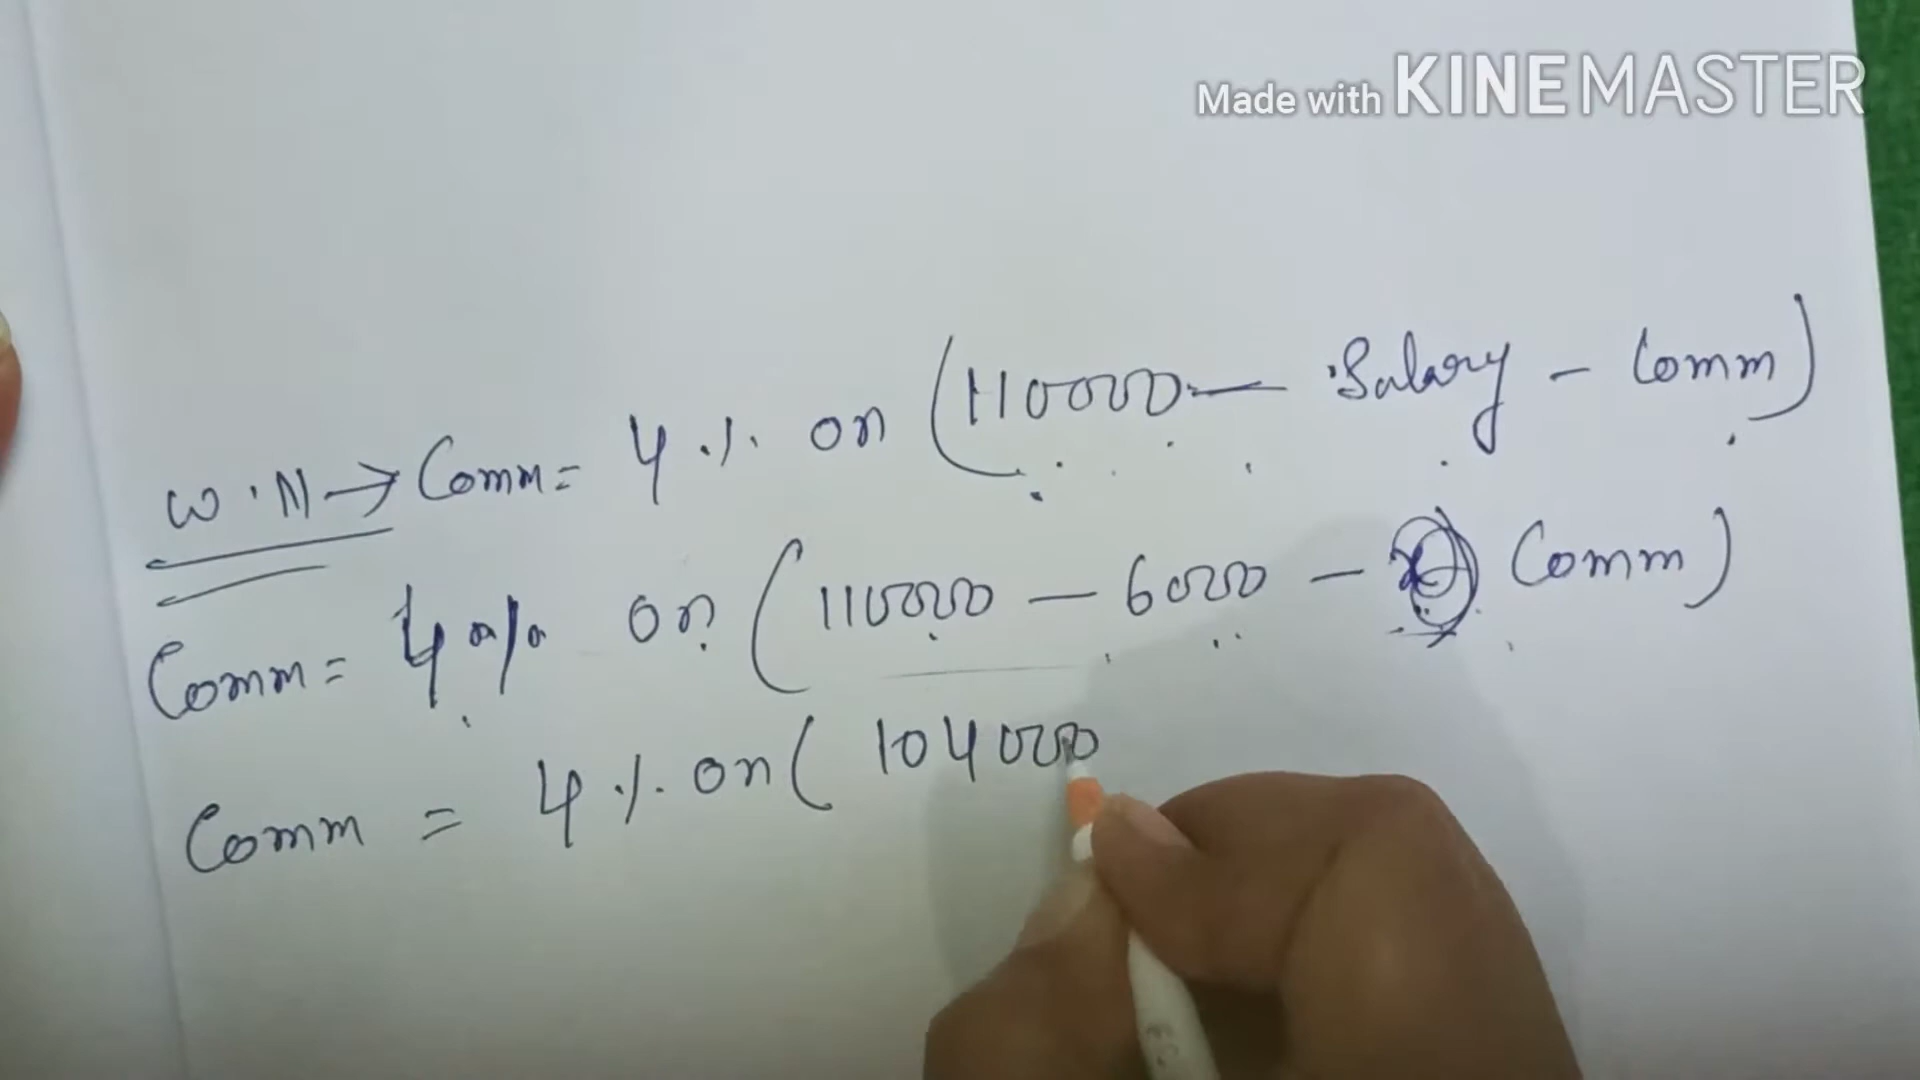 Made with KINEMASTER
W.N → Comm = 4 % on (110000 — Salary - Comm)
Comm = 4 % on (110000 - 6000 - Comm)
Comm = 4 % on ( 104000